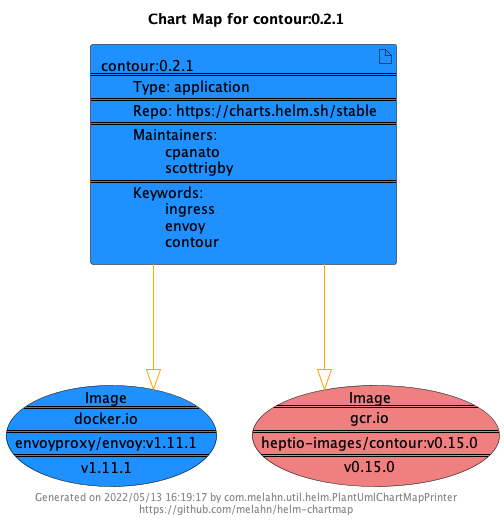 Chart Map for contour:0.2.1
contour:0.2.1
Type: application
Repo: https://charts.helm.sh/stable
Maintainers:
cpanato
scottrigby
Keywords:
ingress
envoy
contour
Image
docker.io
envoyproxy/envoy:v1.11.1
v1.11.1
Image
gcr.io
heptio-images/contour:v0.15.0
v0.15.0
Generated on 2022/05/13 16:19:17 by com.melahn.util.helm.PlantUmlChartMapPrinter
https://github.com/melahn/helm-chartmap